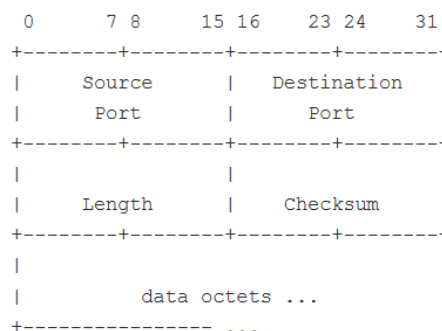 0 7 8 15 16 23 24 31
+--------+--------+--------+--------+
| Source | Destination
| Port | Port
+--------+--------+--------+--------+
| |
| Length | Checksum
+--------+--------+--------+--------+
|
| data octets ...
+---------------- ...